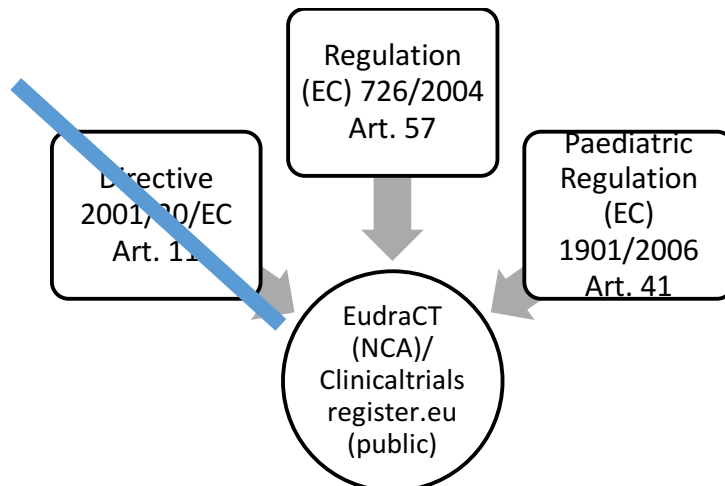 Regulation
(EC) 726/2004
Art. 57
Directive
2001/20/EC
Art. 11
Paediatric
Regulation
(EC)
1901/2006
Art. 41
EudraCT
(NCA)/
Clinicaltrials
register.eu
(public)